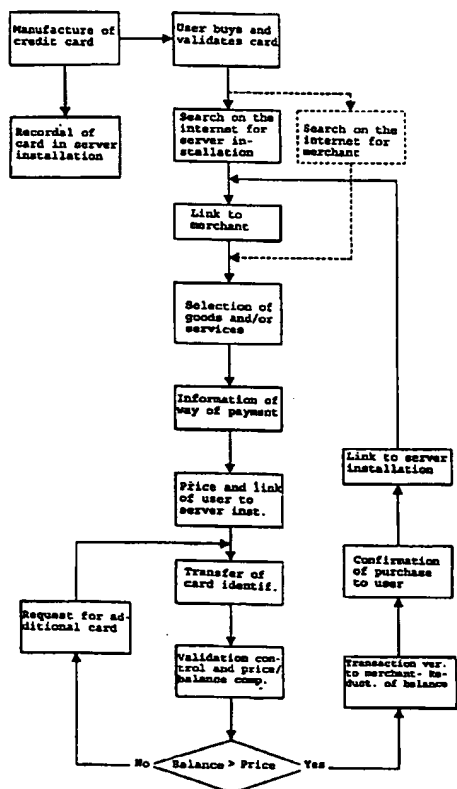 Manufacture of
credit card
User buys and
validates card
Recordal of
card in server
installation
Search on the
internet for
server in-
stallation
Search on the
internet for
merchant
Link to
merchant
Selection of
goods and/or
services
Information of
way of payment
Price and link
of user to
server inst.
Transfer of
card identif.
Request for ad-
ditional card
Validation con-
trol and price/
balance comp.
No
Balance > Price
Yes
Transaction ver.
to merchant- Re-
duct. of balance
Confirmation
of purchase
to user
Link to server
installation